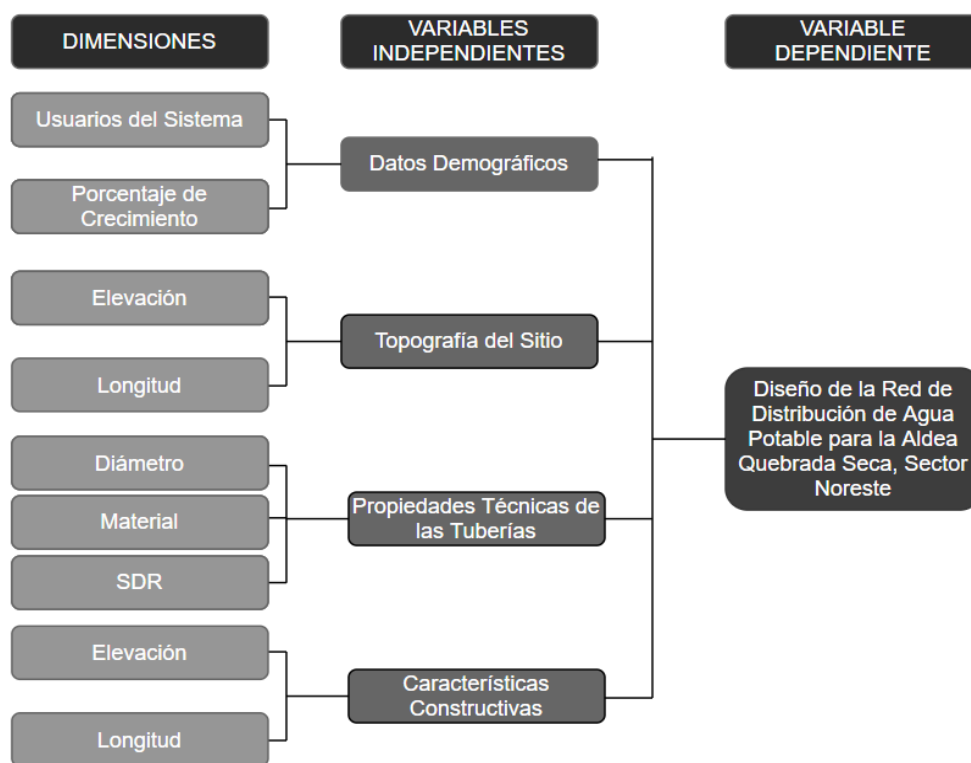 DIMENSIONES
VARIABLES
INDEPENDIENTES
VARIABLE
DEPENDIENTE
Usuarios del Sistema
Porcentaje de
Crecimiento
Datos Demográficos
Elevación
Longitud
Topografía del Sitio
Diámetro
Material
SDR
Propiedades Técnicas de
las Tuberías
Elevación
Longitud
Características
Constructivas
Diseño de la Red de
Distribución de Agua
Potable para la Aldea
Quebrada Seca, Sector
Noreste